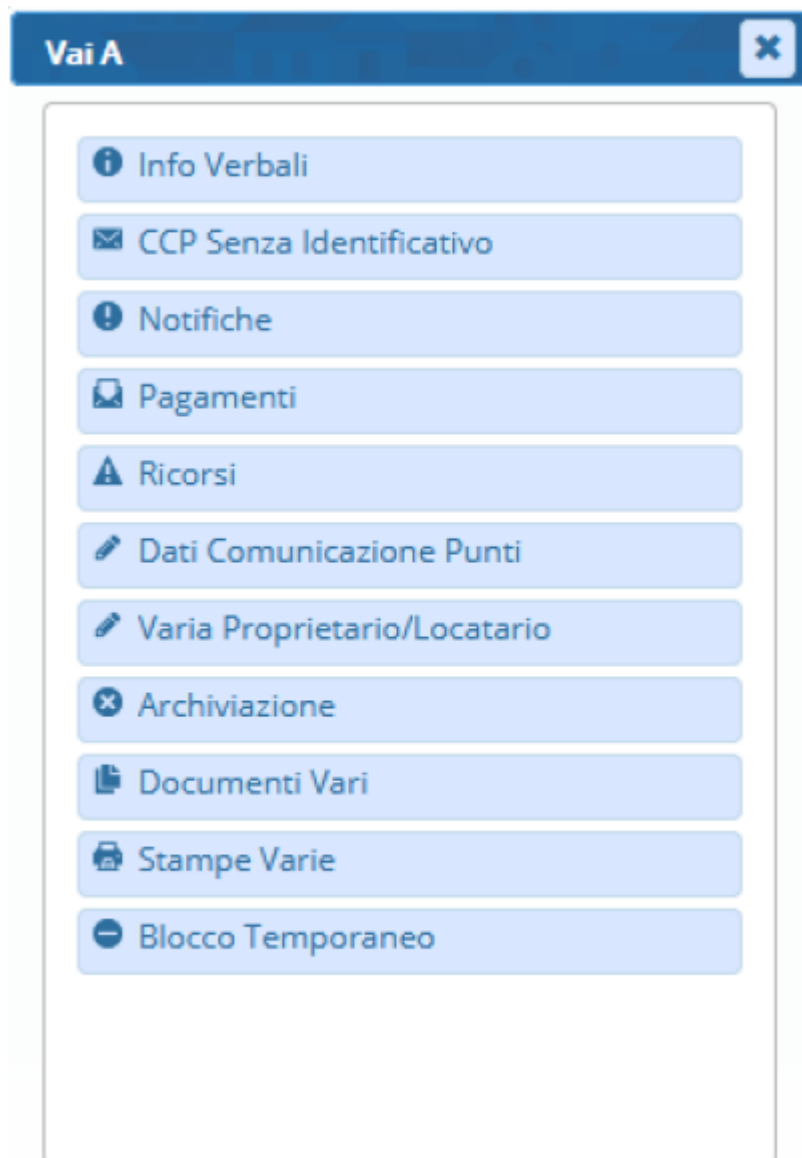 Vai A
Info Verbali
CCP Senza Identificativo
Notifiche
Pagamenti
Ricorsi
Dati Comunicazione Punti
Varia Proprietario/Locatario
Archiviazione
Documenti Vari
Stampe Varie
Blocco Temporaneo